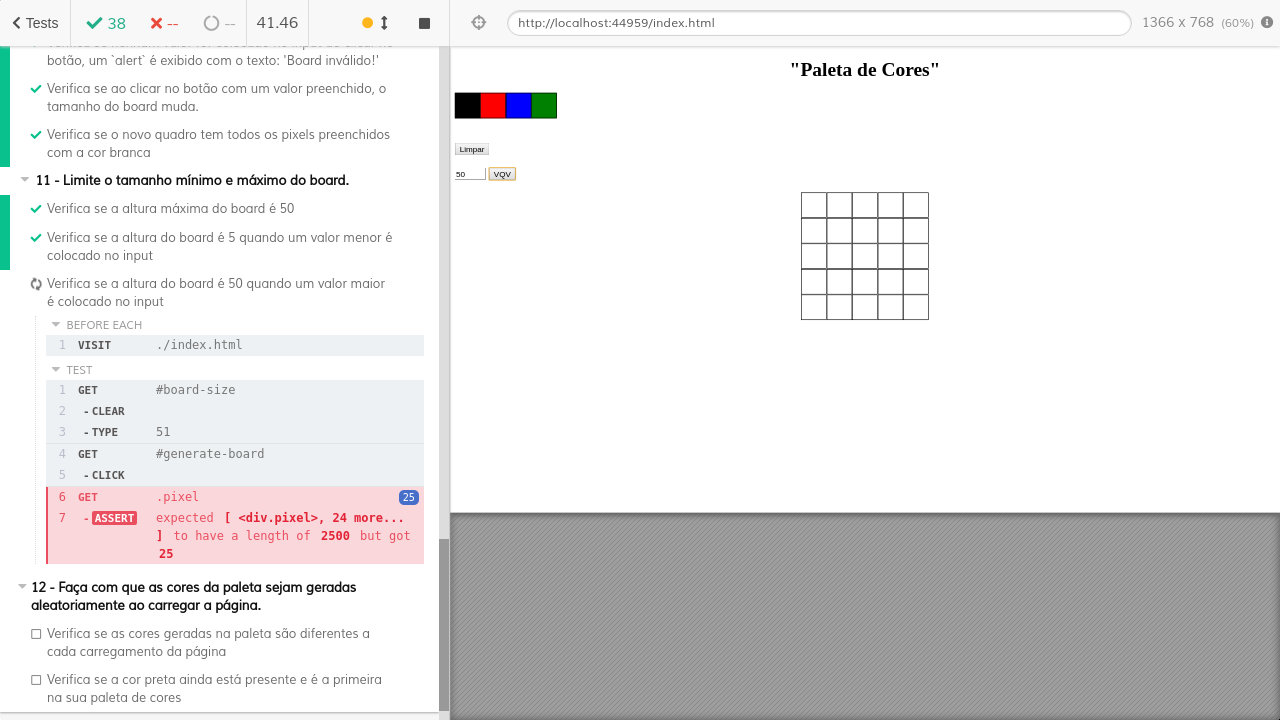 Tests
38
--
--
41.46
http://localhost:44959/index.html
1366 x 768 (60%)
botão, um `alert` é exibido com o texto: 'Board inválido!'
Verifica se ao clicar no botão com um valor preenchido, o
tamanho do board muda.
Verifica se o novo quadro tem todos os pixels preenchidos
com a cor branca
11 - Limite o tamanho mínimo e máximo do board.
Verifica se a altura máxima do board é 50
Verifica se a altura do board é 5 quando um valor menor é
colocado no input
Verifica se a altura do board é 50 quando um valor maior
é colocado no input
BEFORE EACH
1 VISIT ./index.html
TEST
1 GET #board-size
2 - CLEAR
3 - TYPE 51
4 GET #generate-board
5 - CLICK
6 GET .pixel 25
7 - ASSERT expected [ <div.pixel>, 24 more...
] to have a length of 2500 but got
25
12 - Faça com que as cores da paleta sejam geradas
aleatoriamente ao carregar a página.
Verifica se as cores geradas na paleta são diferentes a
cada carregamento da página
Verifica se a cor preta ainda está presente e é a primeira
na sua paleta de cores
"Paleta de Cores"
Limpar
50 VQV